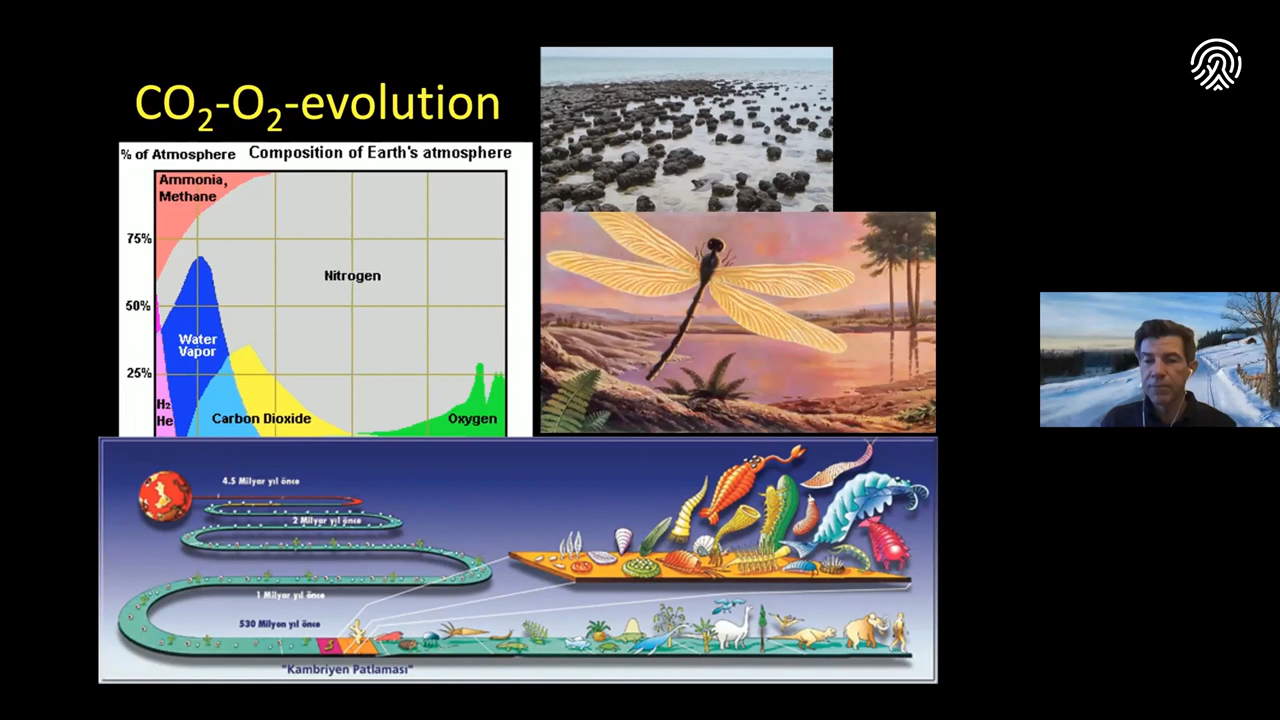 CO₂-O₂-evolution
% of Atmosphere
Composition of Earth's atmosphere
Ammonia,
Methane
75%
Nitrogen
50%
Water
Vapor
25%
H₂
He
Carbon Dioxide
Oxygen
4.5 Milyar yıl önce
2 Milyar yıl önce
1 Milyar yıl önce
530 Milyon yıl önce
"Kambriyen Patlaması"